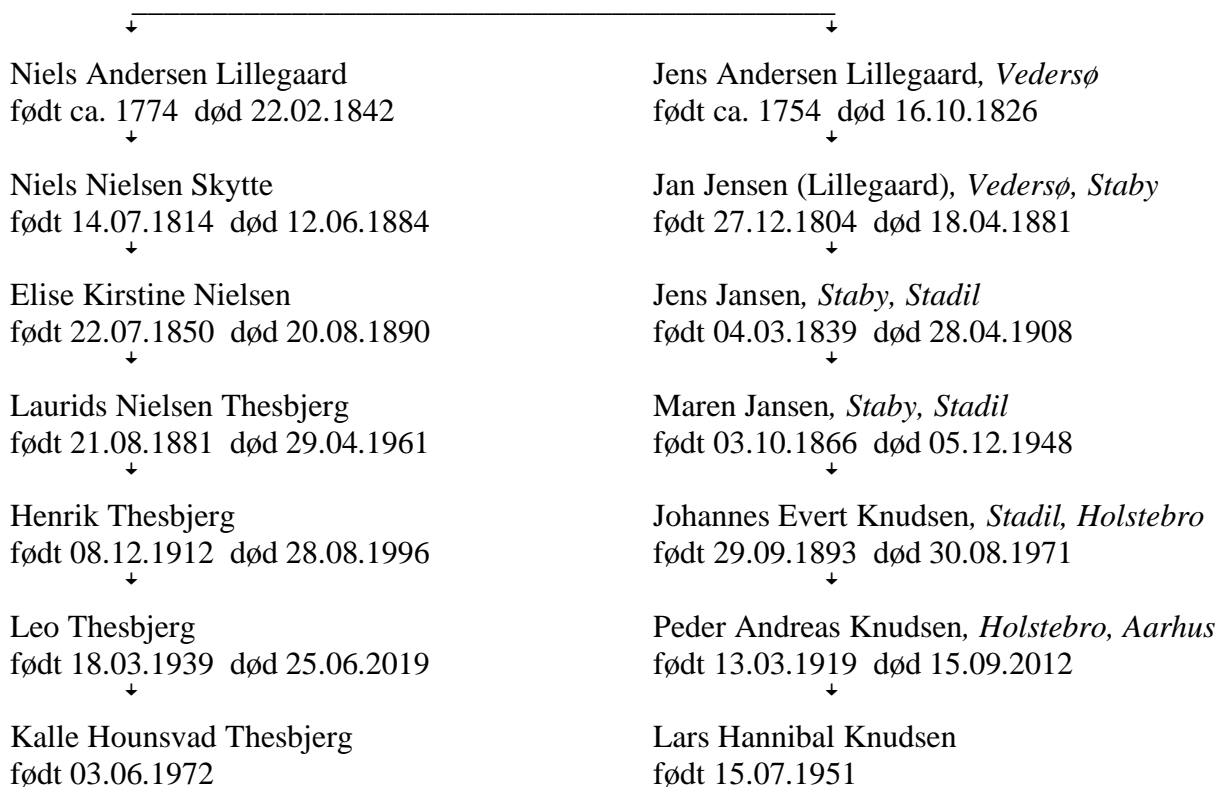 Niels Andersen Lillegaard
født ca. 1774 død 22.02.1842
Niels Nielsen Skytte
født 14.07.1814 død 12.06.1884
Elise Kirstine Nielsen
født 22.07.1850 død 20.08.1890
Laurids Nielsen Thesbjerg
født 21.08.1881 død 29.04.1961
Henrik Thesbjerg
født 08.12.1912 død 28.08.1996
Leo Thesbjerg
født 18.03.1939 død 25.06.2019
Kalle Hounsvad Thesbjerg
født 03.06.1972
Jens Andersen Lillegaard, Vedersø
født ca. 1754 død 16.10.1826
Jan Jensen (Lillegaard), Vedersø, Staby
født 27.12.1804 død 18.04.1881
Jens Jansen, Staby, Stadil
født 04.03.1839 død 28.04.1908
Maren Jansen, Staby, Stadil
født 03.10.1866 død 05.12.1948
Johannes Evert Knudsen, Stadil, Holstebro
født 29.09.1893 død 30.08.1971
Peder Andreas Knudsen, Holstebro, Aarhus
født 13.03.1919 død 15.09.2012
Lars Hannibal Knudsen
født 15.07.1951